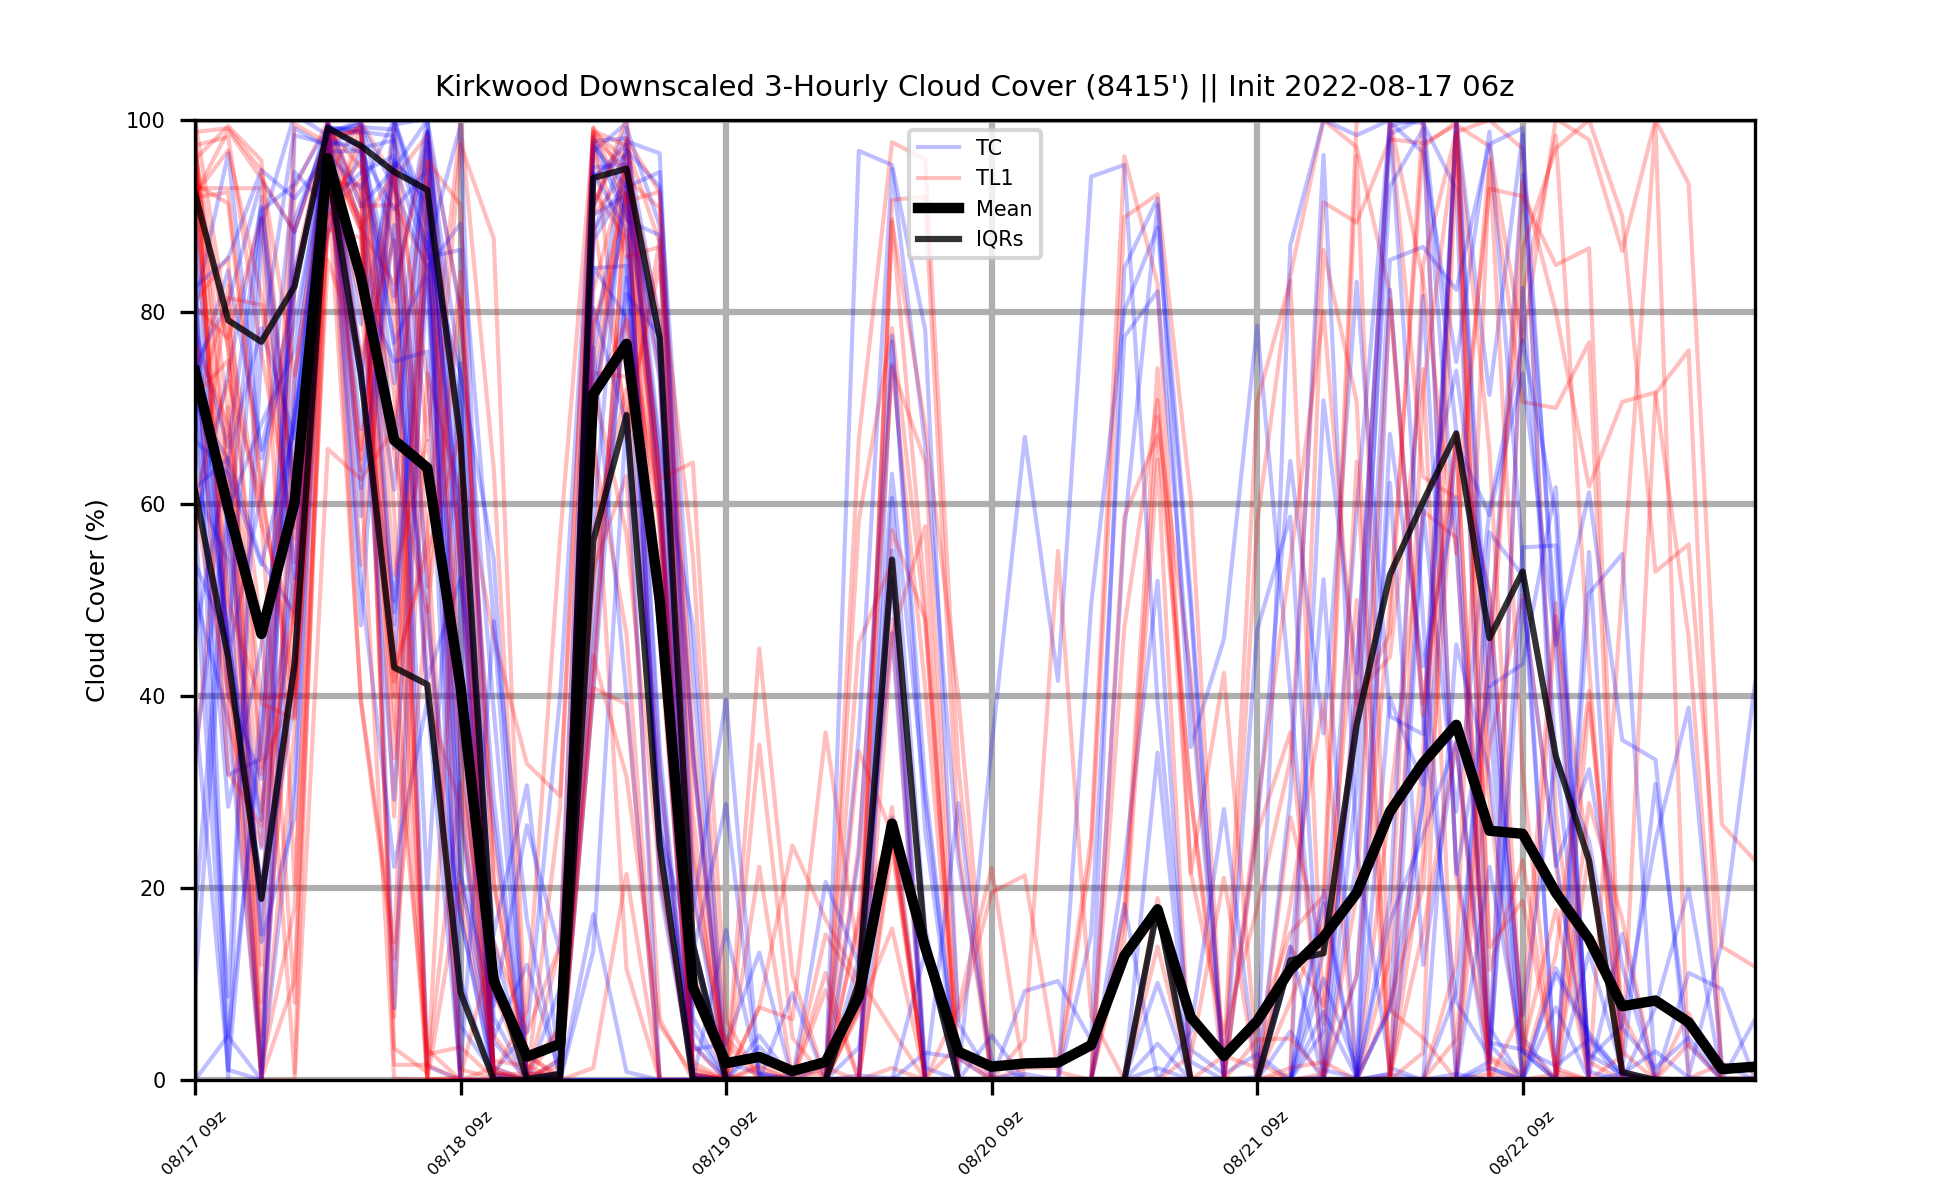 Kirkwood Downscaled 3-Hourly Cloud Cover (8415') || Init 2022-08-17 06z
Cloud Cover (%)
100
80
60
40
20
0
TC
TL1
Mean
IQRs
08/17 09z
08/18 09z
08/19 09z
08/20 09z
08/21 09z
08/22 09z